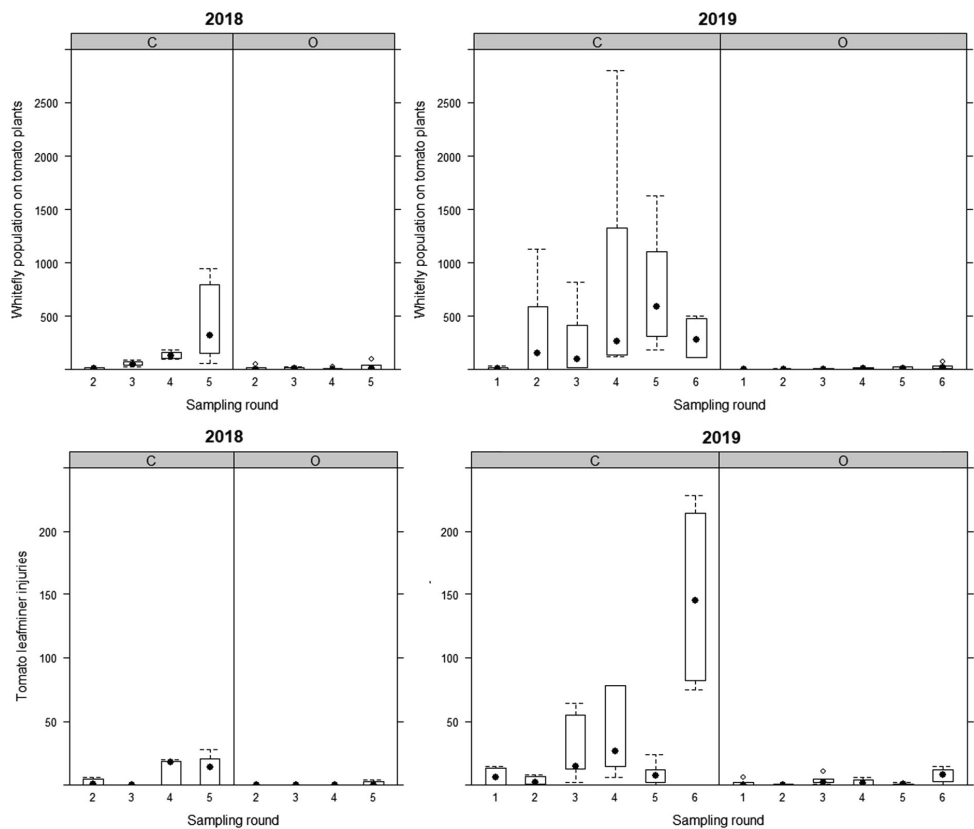 2018
2019
C
O
C
O
Whitefly population on tomato plants
2500
2000
1500
1000
500
2 3 4 5 2 3 4 5
Sampling round
Whitefly population on tomato plants
2500
2000
1500
1000
500
1 2 3 4 5 6 1 2 3 4 5 6
Sampling round
2018
2019
C
O
C
O
Tomato leafminer injuries
200
150
100
50
2 3 4 5 2 3 4 5
Sampling round
200
150
100
50
1 2 3 4 5 6 1 2 3 4 5 6
Sampling round